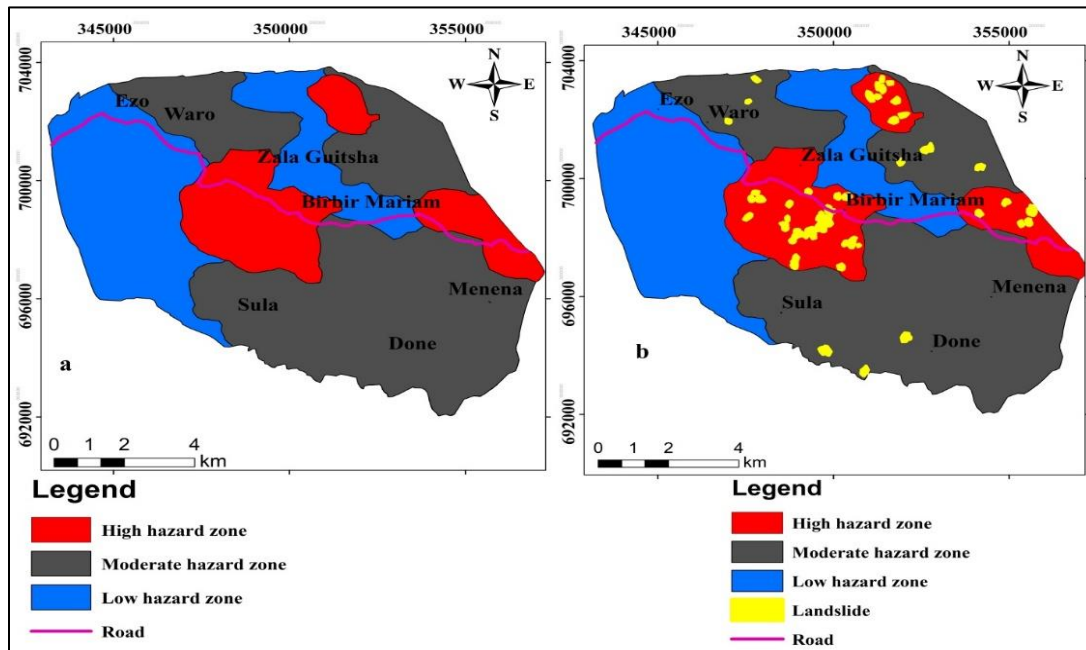 345000 350000 355000
704000
700000
696000
692000
N
W E
S
Ezo
Waro
Zala Guitsha
Birbir Mariam
Sula
Menena
Done
a
0 1 2 4
km
Legend
High hazard zone
Moderate hazard zone
Low hazard zone
Road
345000 350000 355000
704000
700000
696000
692000
N
W E
S
Ezo
Waro
Zala Guitsha
Birbir Mariam
Sula
Menena
Done
b
0 1 2 4
km
Legend
High hazard zone
Moderate hazard zone
Low hazard zone
Landslide
Road